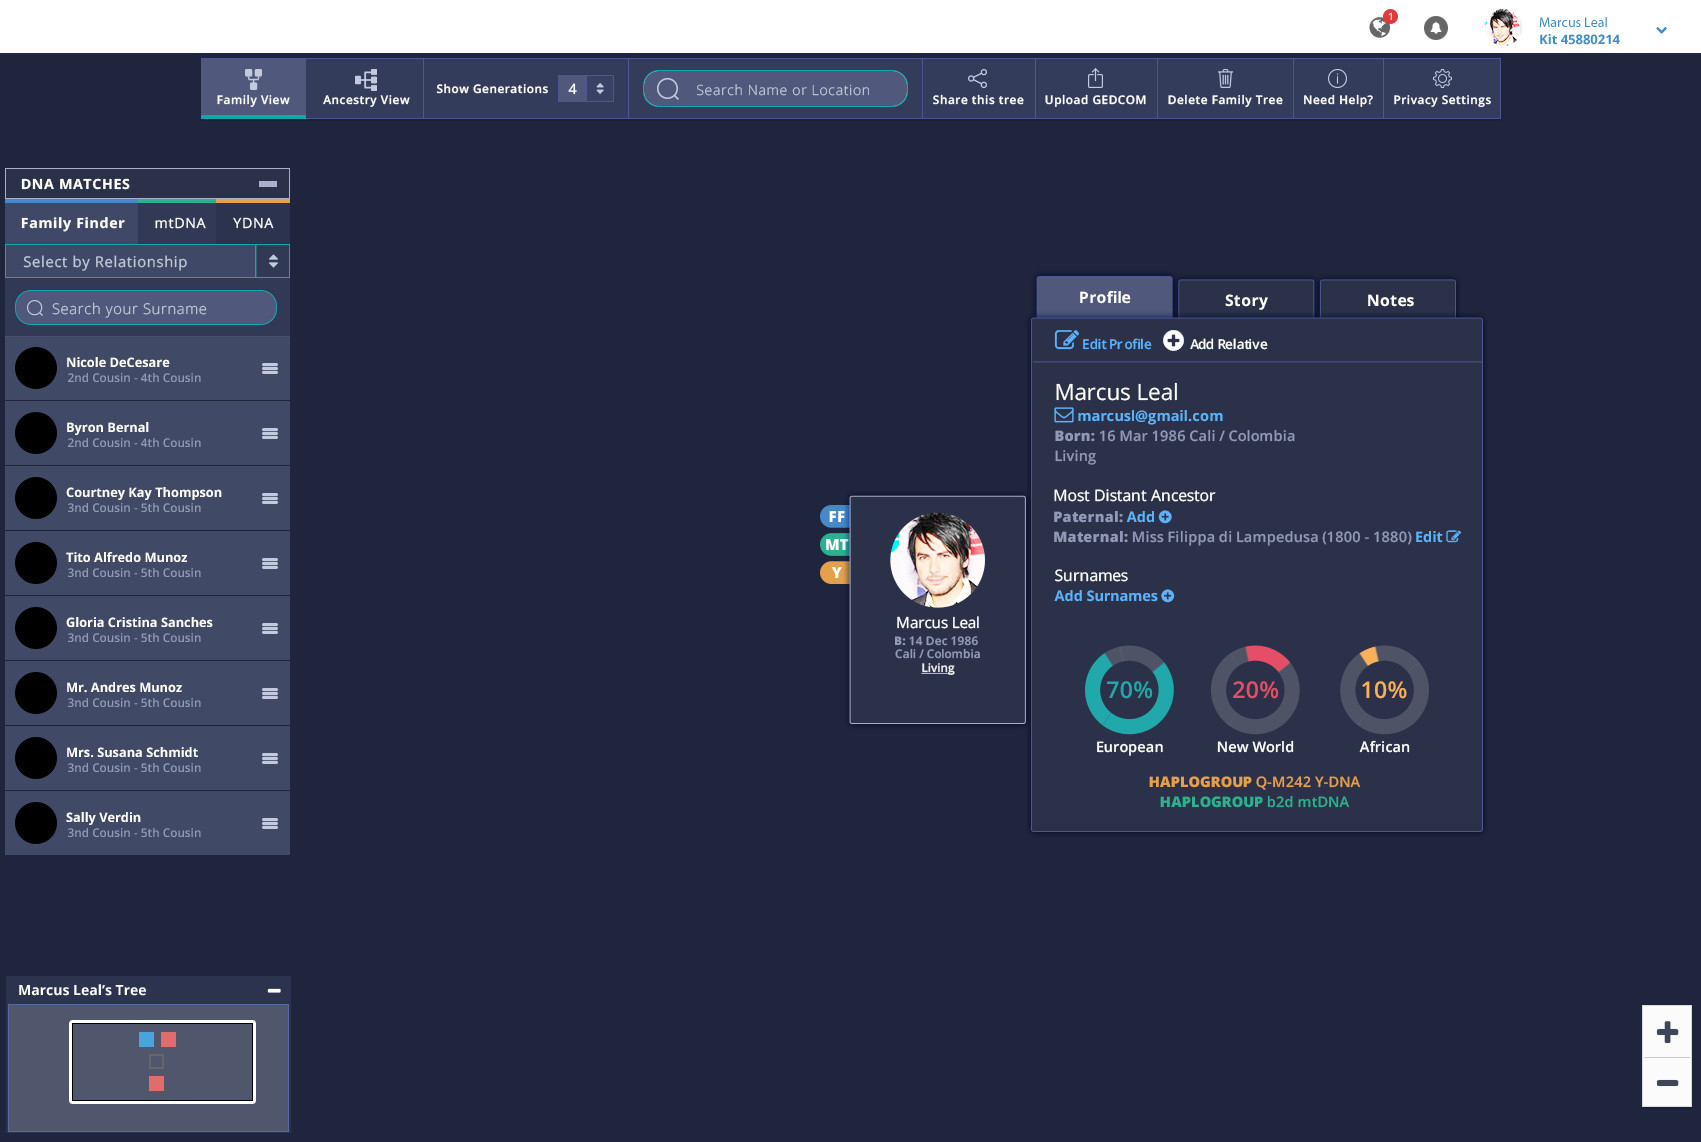 1
Marcus Leal
Kit 45880214
Family View
Ancestry View
Show Generations
4
Search Name or Location
Share this tree
Upload GEDCOM
Delete Family Tree
Need Help?
Privacy Settings
DNA MATCHES
Family Finder
mtDNA
YDNA
Select by Relationship
Search your Surname
Nicole DeCesare
2nd Cousin - 4th Cousin
Byron Bernal
2nd Cousin - 4th Cousin
Courtney Kay Thompson
3nd Cousin - 5th Cousin
Tito Alfredo Munoz
3nd Cousin - 5th Cousin
Gloria Cristina Sanches
3nd Cousin - 5th Cousin
Mr. Andres Munoz
3nd Cousin - 5th Cousin
Mrs. Susana Schmidt
3nd Cousin - 5th Cousin
Sally Verdin
3nd Cousin - 5th Cousin
FF
MT
Y
Marcus Leal
B: 14 Dec 1986
Cali / Colombia
Living
Profile
Story
Notes
Edit Profile
Add Relative
Marcus Leal
marcusl@gmail.com
Born: 16 Mar 1986 Cali / Colombia
Living
Most Distant Ancestor
Paternal: Add
Maternal: Miss Filippa di Lampedusa (1800 - 1880) Edit
Surnames
Add Surnames
70%
20%
10%
European
New World
African
HAPLOGROUP Q-M242 Y-DNA
HAPLOGROUP b2d mtDNA
Marcus Leal's Tree